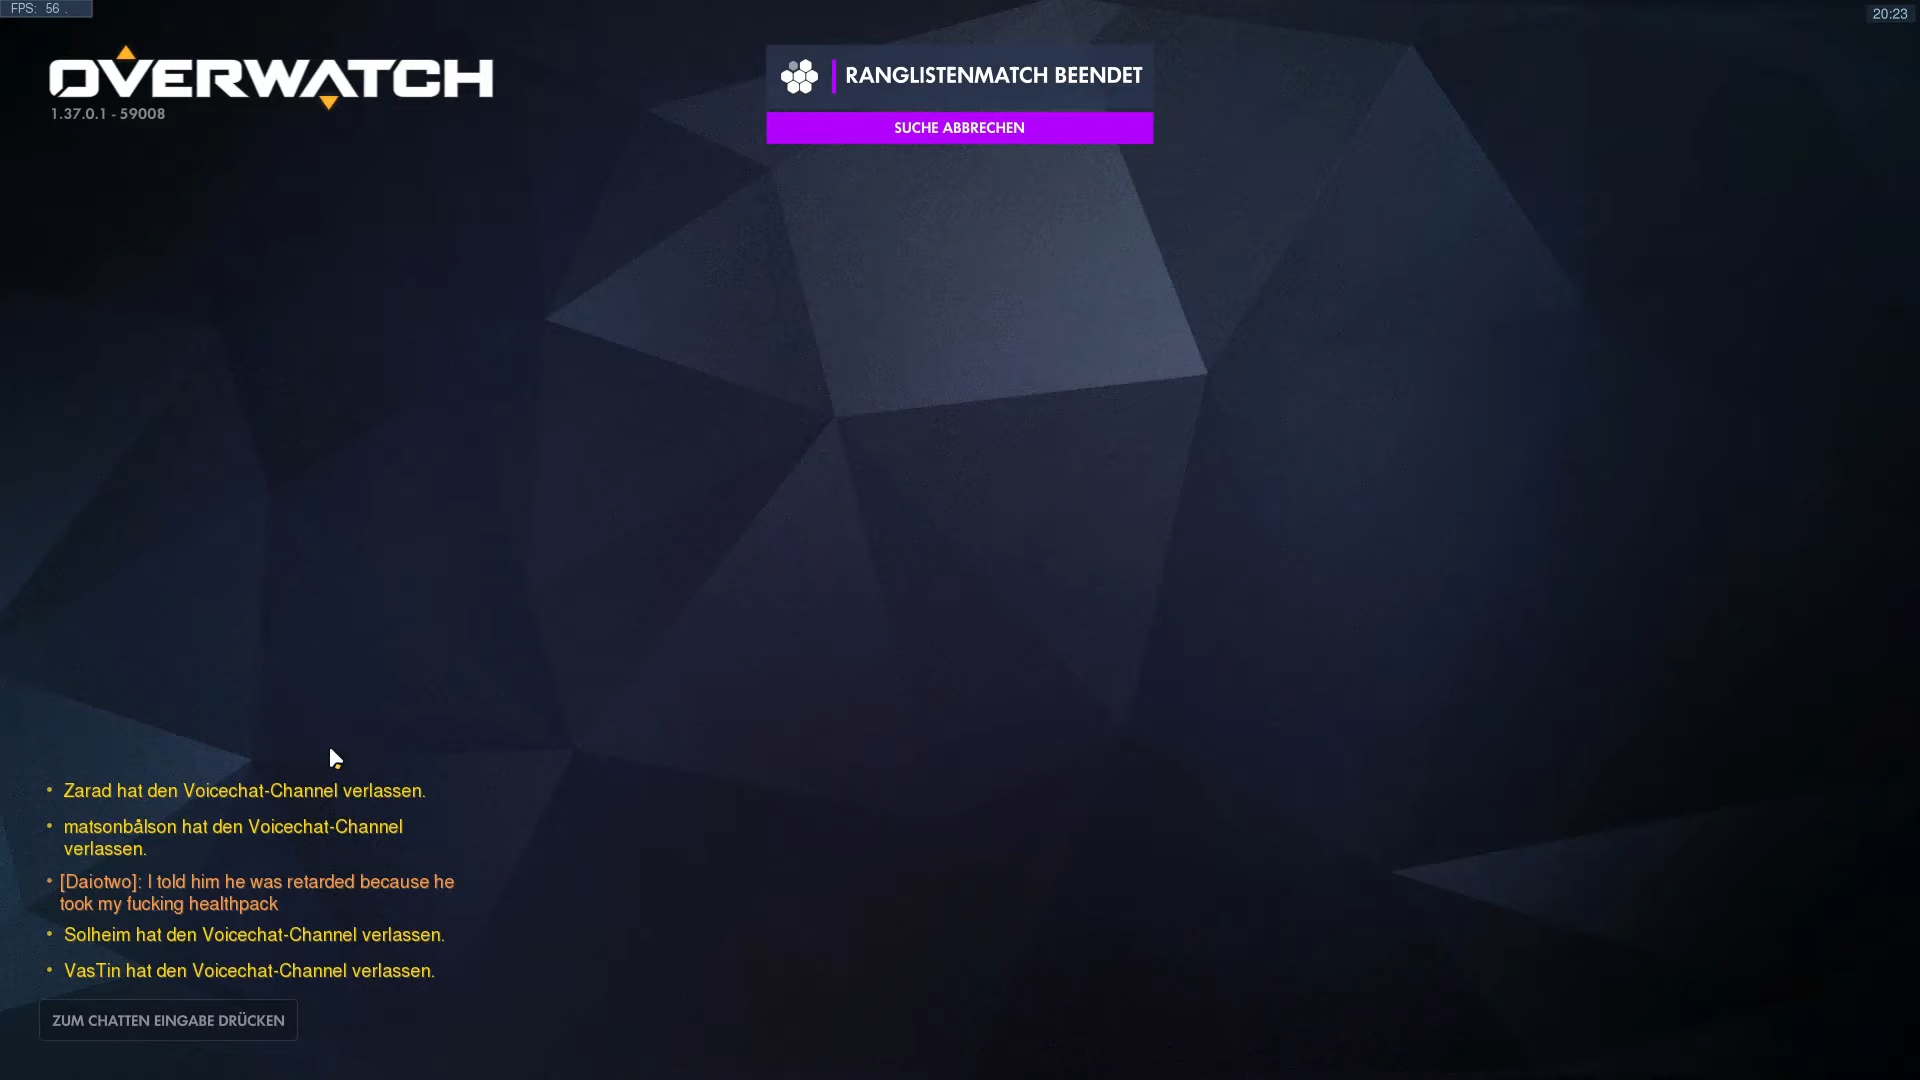 FPS: 56 .
20:23
OVERWATCH
1.37.0.1 - 59008
RANGLISTENMATCH BEENDET
SUCHE ABBRECHEN
• Zarad hat den Voicechat-Channel verlassen.
• matsonbålson hat den Voicechat-Channel
verlassen.
• [Daiotwo]: I told him he was retarded because he
took my fucking healthpack
• Solheim hat den Voicechat-Channel verlassen.
• VasTin hat den Voicechat-Channel verlassen.
ZUM CHATTEN EINGABE DRÜCKEN